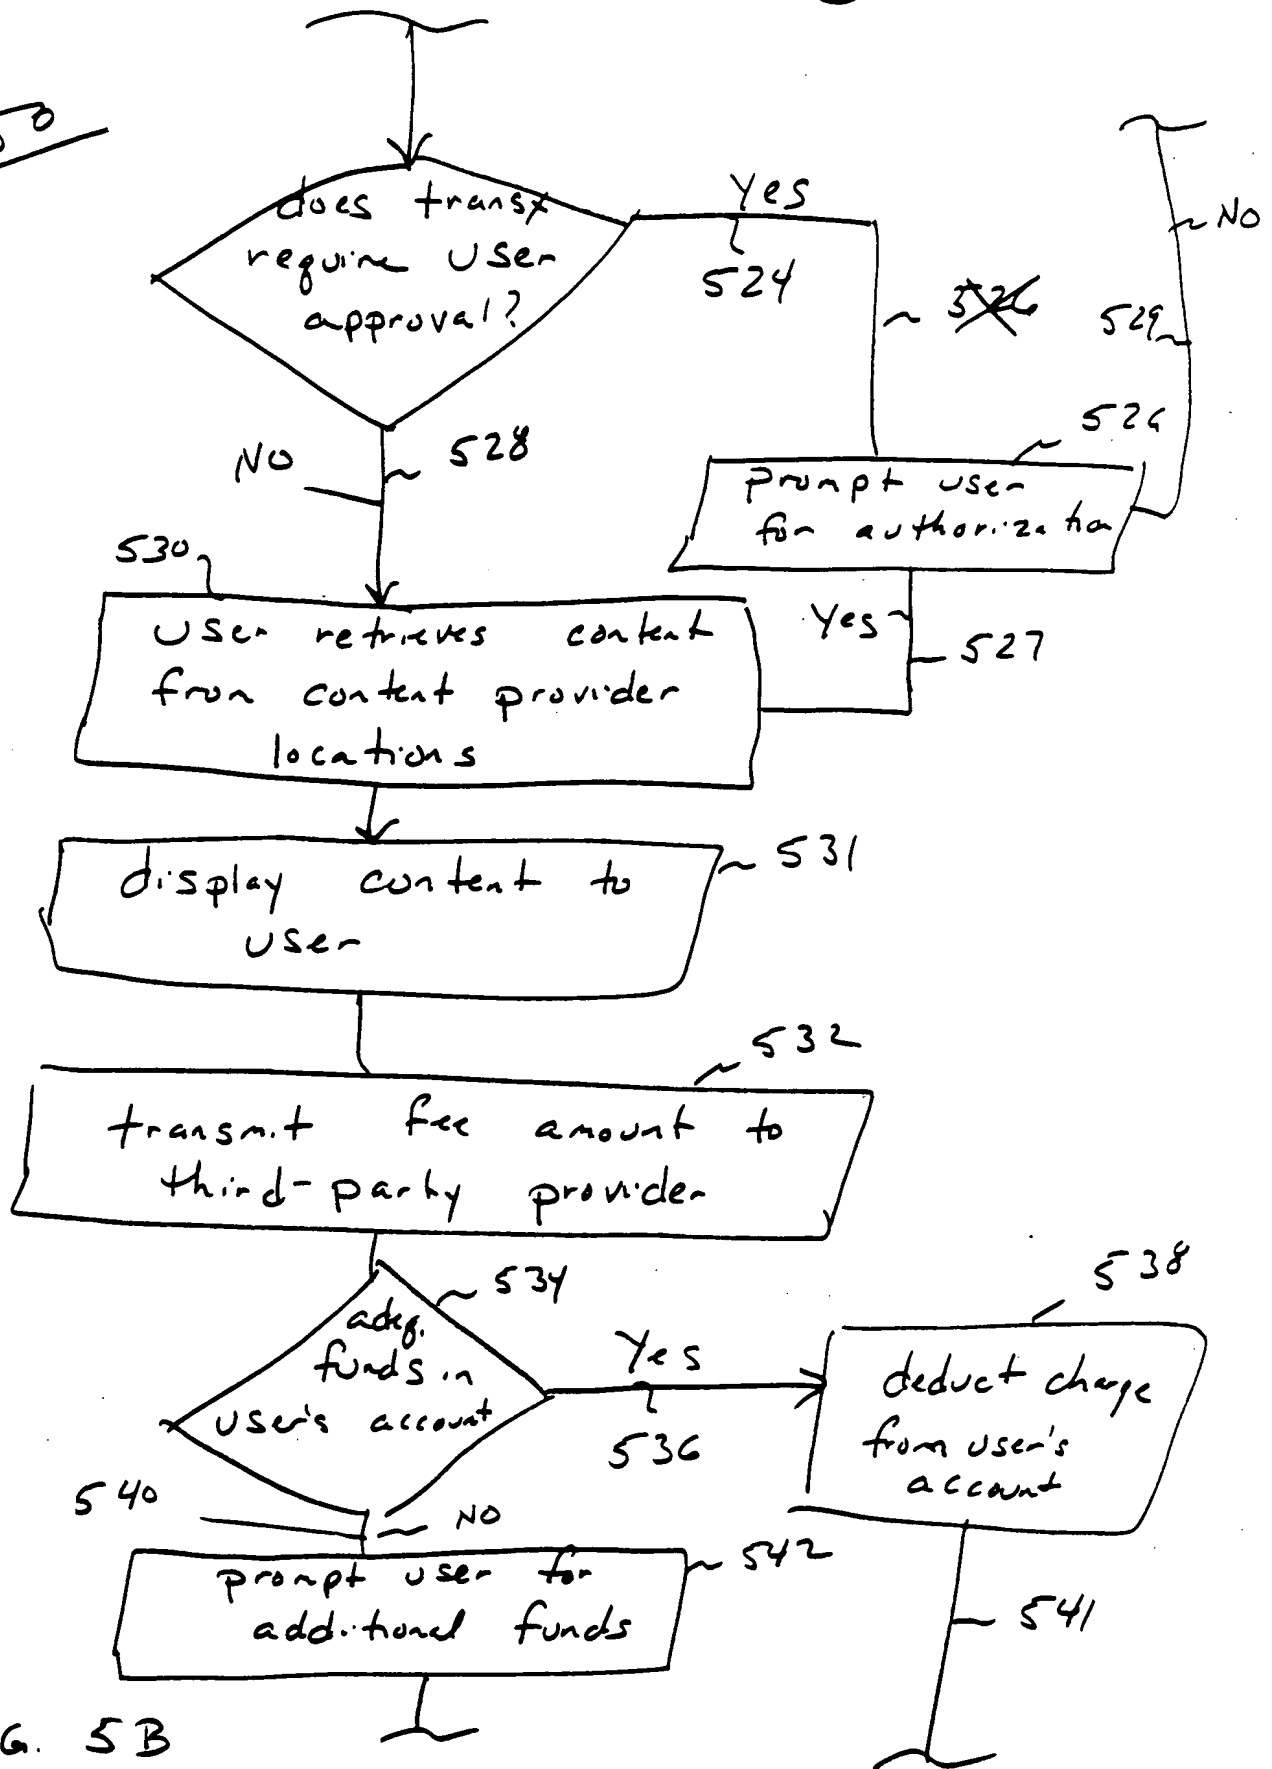 50
does transx
require user
approval?
Yes
524
NO
529
526
NO
528
prompt user
for authorization
530
Yes
527
user retrieves content
from content provider
locations
531
display content to
user
532
transmit fee amount to
third-party provider
534
adeq.
funds in
user's account
Yes
536
538
deduct charge
from user's
account
540
NO
542
prompt user for
additional funds
541
G. 5B